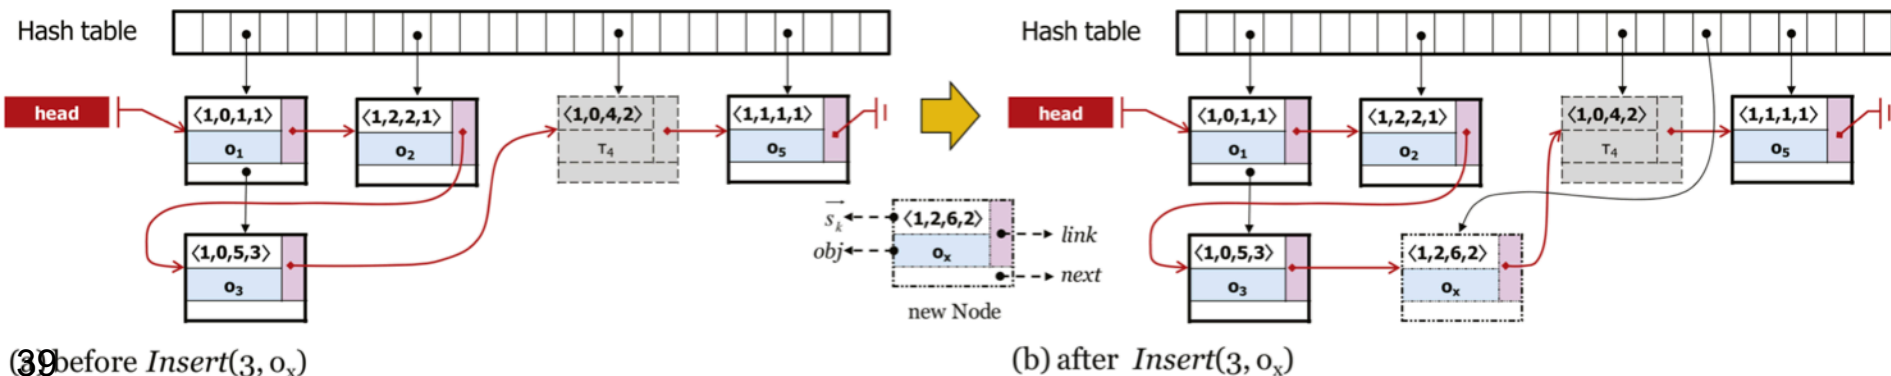 Hash table
head
⟨1,0,1,1⟩
o₁
⟨1,2,2,1⟩
o₂
⟨1,0,4,2⟩
T₄
⟨1,1,1,1⟩
o₅
⟨1,0,5,3⟩
o₃
s_k
obj
⟨1,2,6,2⟩
oₓ
link
next
new Node
39
before Insert(3, oₓ)
Hash table
head
⟨1,0,1,1⟩
o₁
⟨1,2,2,1⟩
o₂
⟨1,0,4,2⟩
T₄
⟨1,1,1,1⟩
o₅
⟨1,0,5,3⟩
o₃
⟨1,2,6,2⟩
oₓ
(b) after Insert(3, oₓ)